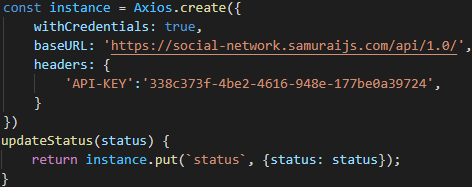 const instance = Axios.create({
withCredentials: true,
baseURL: 'https://social-network.samuraijs.com/api/1.0/',
headers: {
'API-KEY':'338c373f-4be2-4616-948e-177be0a39724',
}
})
updateStatus(status) {
return instance.put(`status`, {status: status});
}